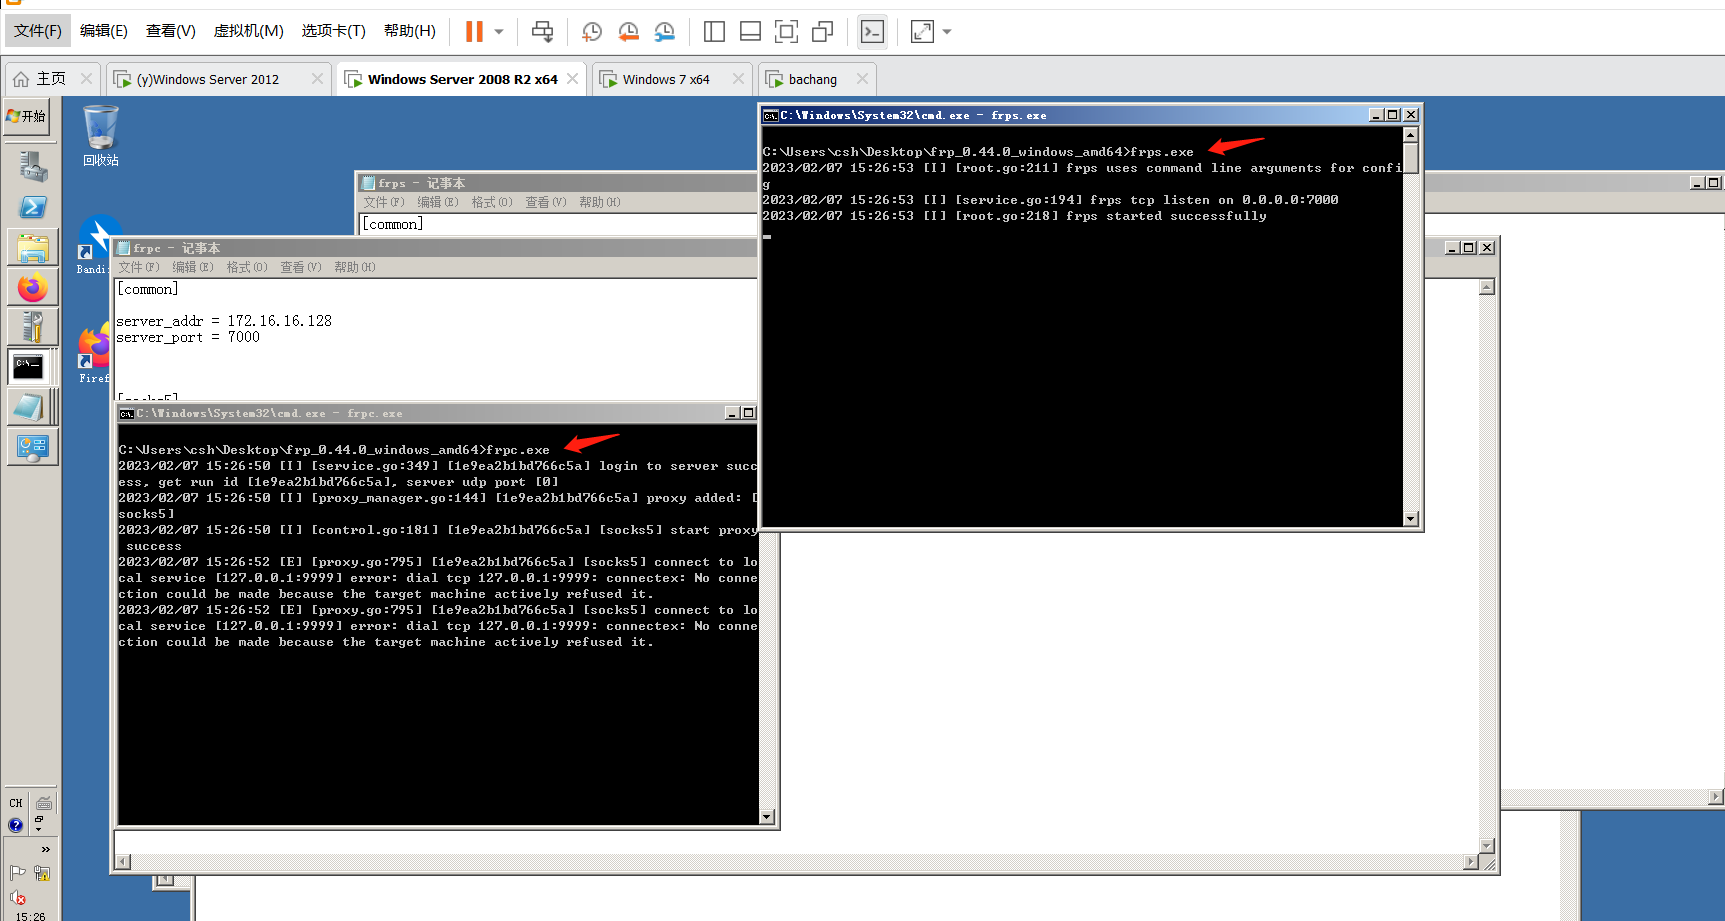 文件(F) 编辑(E) 查看(V) 虚拟机(M) 选项卡(T) 帮助(H)
主页 (y)Windows Server 2012 Windows Server 2008 R2 x64 Windows 7 x64 bachang
开始
回收站
Bandi
Firef
frps - 记事本
文件(F) 编辑(E) 格式(O) 查看(V) 帮助(H)
[common]
frpc - 记事本
文件(F) 编辑(E) 格式(O) 查看(V) 帮助(H)
[common]
server_addr = 172.16.16.128
server_port = 7000
[socks5]
C:\Windows\System32\cmd.exe - frpc.exe
C:\Users\csh\Desktop\frp_0.44.0_windows_amd64>frpc.exe
2023/02/07 15:26:50 [I] [service.go:349] [1e9ea2b1bd766c5a] login to server succ
ess, get run id [1e9ea2b1bd766c5a], server udp port [0]
2023/02/07 15:26:50 [I] [proxy_manager.go:144] [1e9ea2b1bd766c5a] proxy added: [
socks5]
2023/02/07 15:26:50 [I] [control.go:181] [1e9ea2b1bd766c5a] [socks5] start proxy
success
2023/02/07 15:26:52 [E] [proxy.go:795] [1e9ea2b1bd766c5a] [socks5] connect to lo
cal service [127.0.0.1:9999] error: dial tcp 127.0.0.1:9999: connectex: No conne
ction could be made because the target machine actively refused it.
2023/02/07 15:26:52 [E] [proxy.go:795] [1e9ea2b1bd766c5a] [socks5] connect to lo
cal service [127.0.0.1:9999] error: dial tcp 127.0.0.1:9999: connectex: No conne
ction could be made because the target machine actively refused it.
C:\Windows\System32\cmd.exe - frps.exe
C:\Users\csh\Desktop\frp_0.44.0_windows_amd64>frps.exe
2023/02/07 15:26:53 [I] [root.go:211] frps uses command line arguments for confi
g
2023/02/07 15:26:53 [I] [service.go:194] frps tcp listen on 0.0.0.0:7000
2023/02/07 15:26:53 [I] [root.go:218] frps started successfully
CH
15:26